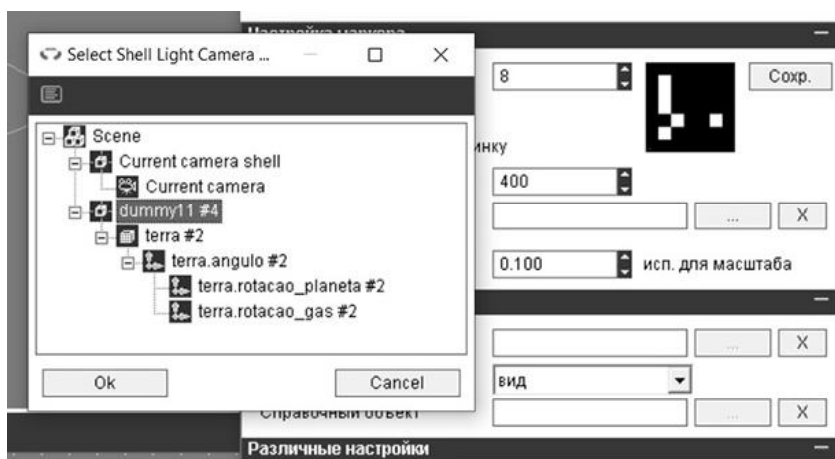 Настройка маркера
Select Shell Light Camera ...
8
Сохр.
Scene
инку
Current camera shell
Current camera
400
dummy11 #4
...
X
terra #2
terra.angulo #2
0.100
исп. для масштаба
terra.rotacao_planeta #2
terra.rotacao_gas #2
...
X
Ok
Cancel
вид
Справочный объект
...
X
Различные настройки